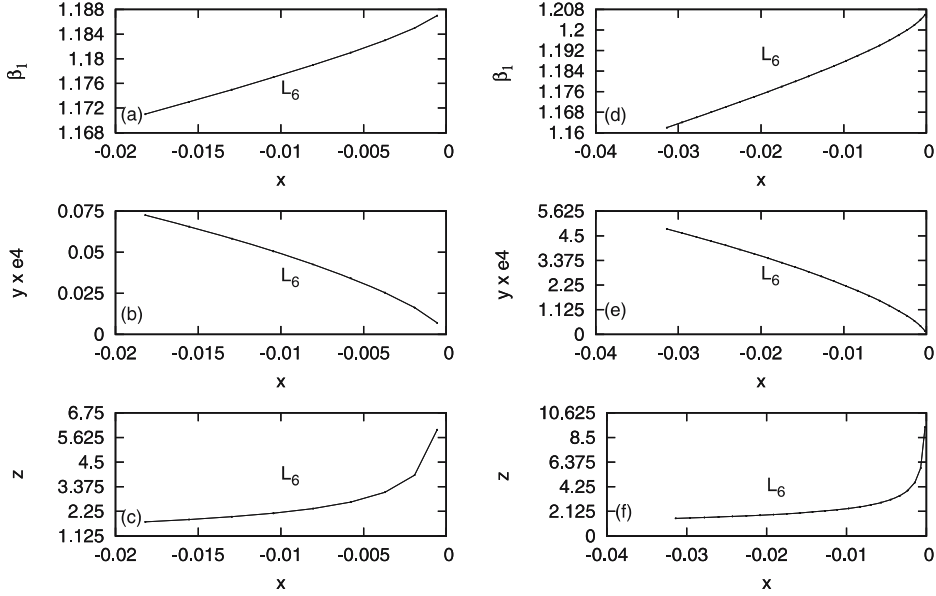 1.188
1.184
1.18
1.176
1.172
1.168
β1
L6
(a)
-0.02 -0.015 -0.01 -0.005 0
x
1.208
1.2
1.192
1.184
1.176
1.168
1.16
β1
L6
(d)
-0.04 -0.03 -0.02 -0.01 0
x
0.075
0.05
0.025
0
y x e4
L6
(b)
-0.02 -0.015 -0.01 -0.005 0
x
5.625
4.5
3.375
2.25
1.125
0
y x e4
L6
(e)
-0.04 -0.03 -0.02 -0.01 0
x
6.75
5.625
4.5
3.375
2.25
1.125
z
L6
(c)
-0.02 -0.015 -0.01 -0.005 0
x
10.625
8.5
6.375
4.25
2.125
0
z
L6
(f)
-0.04 -0.03 -0.02 -0.01 0
x